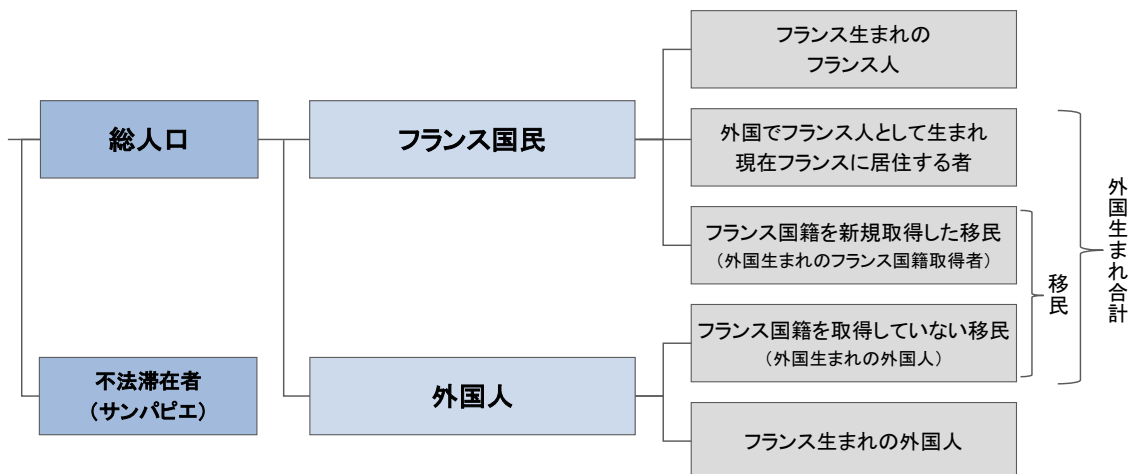 総人口
不法滞在者
（サンパピエ）
フランス国民
外国人
フランス生まれの
フランス人
外国でフランス人として生まれ
現在フランスに居住する者
フランス国籍を新規取得した移民
（外国生まれのフランス国籍取得者）
フランス国籍を取得していない移民
（外国生まれの外国人）
フランス生まれの外国人
移民
外国生まれ合計